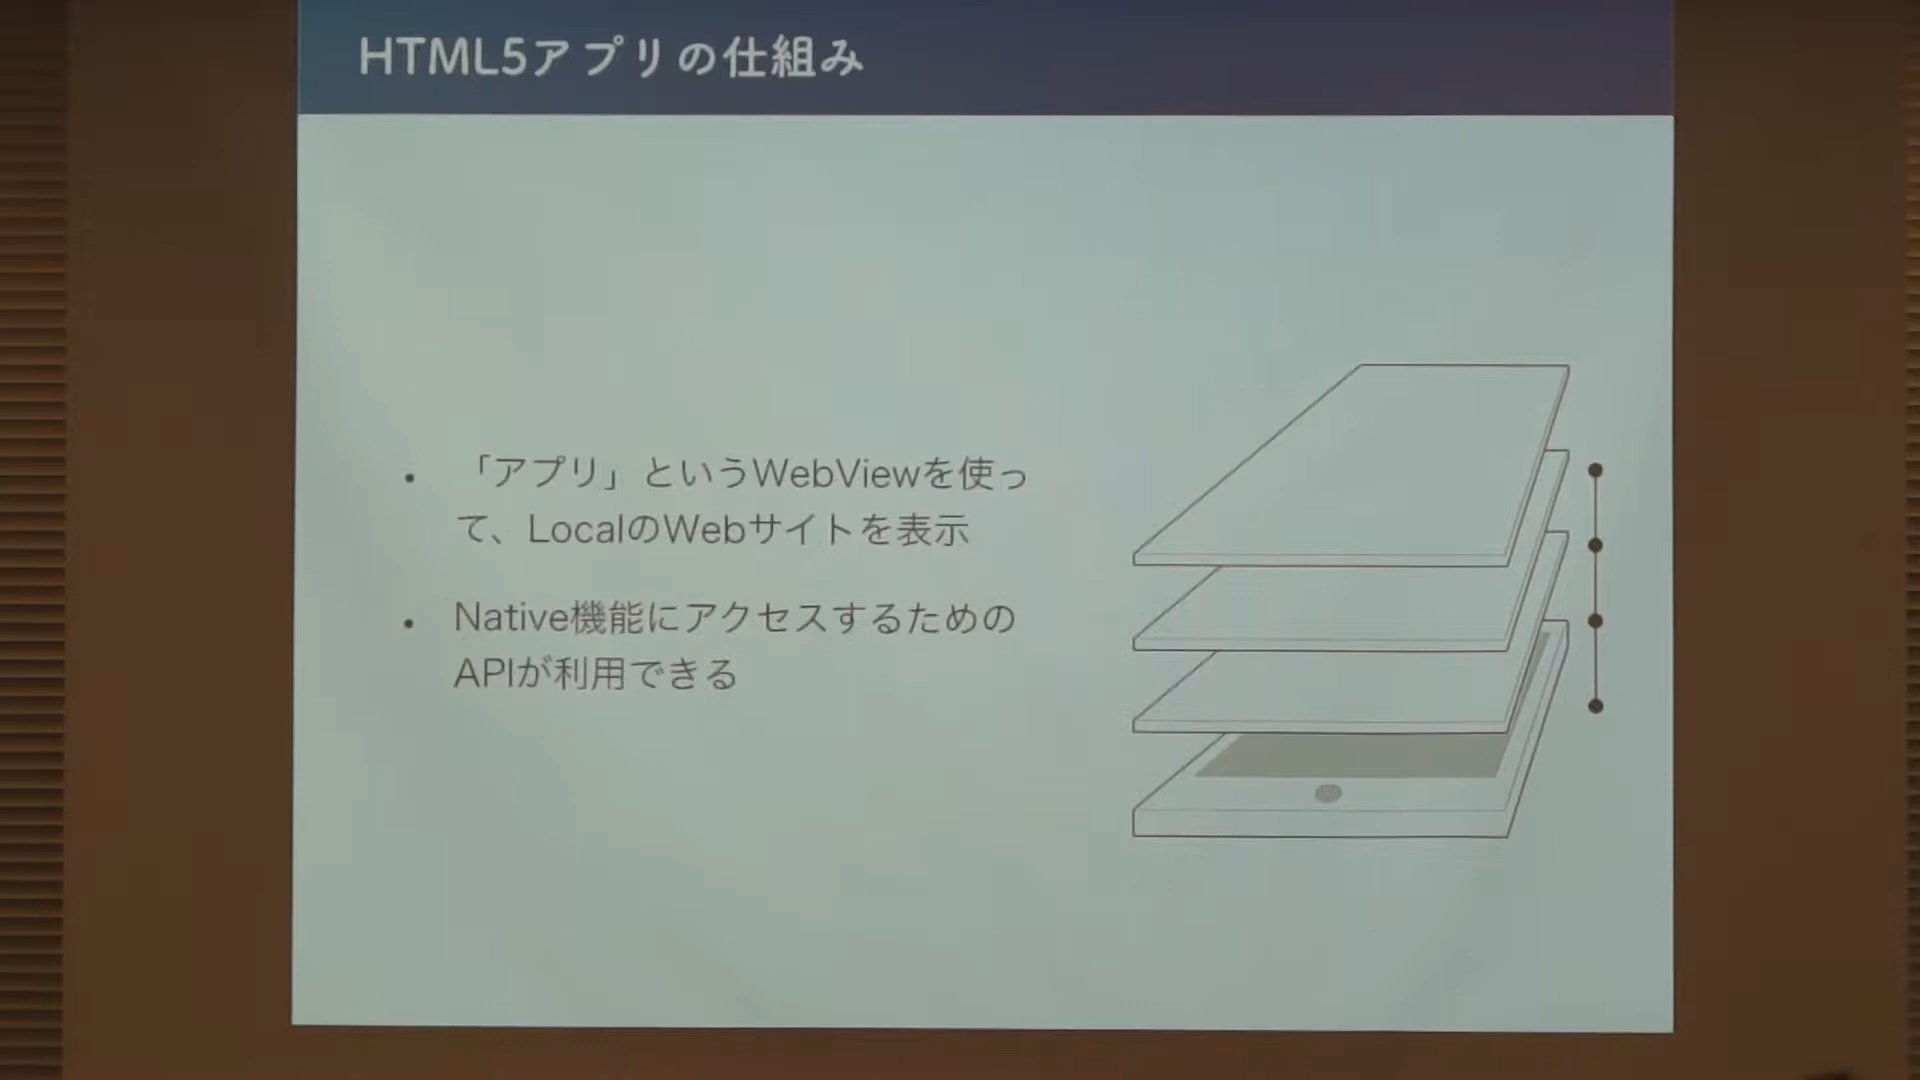 HTML5アプリの仕組み
・ 「アプリ」というWebViewを使っ
て、LocalのWebサイトを表示
・ Native機能にアクセスするための
APIが利用できる